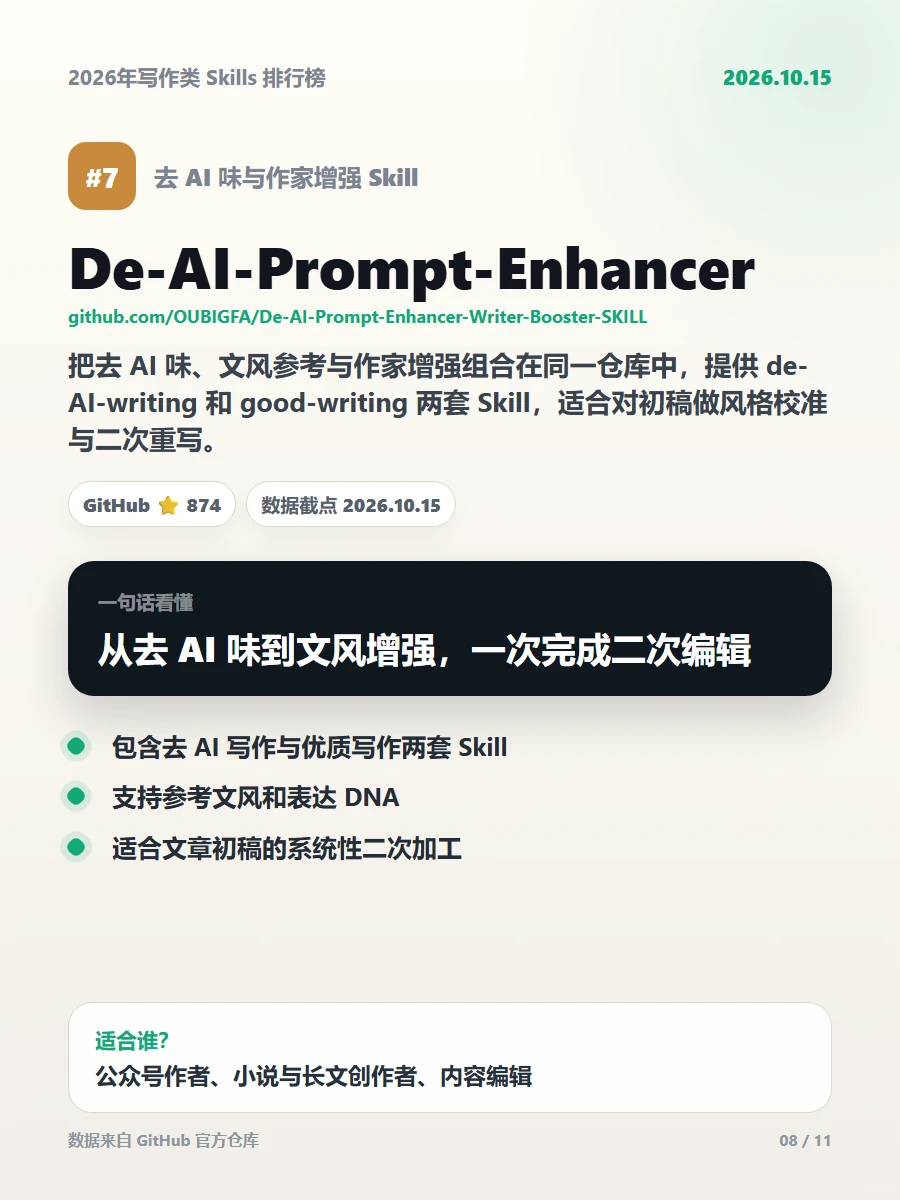 2026年写作类 Skills 排行榜
2026.10.15
#7
去 AI 味与作家增强 Skill
De-AI-Prompt-Enhancer
github.com/OUBIGFA/De-AI-Prompt-Enhancer-Writer-Booster-SKILL
把去 AI 味、文风参考与作家增强组合在同一仓库中，提供 de-
AI-writing 和 good-writing 两套 Skill，适合对初稿做风格校准
与二次重写。
GitHub ⭐ 874
数据截点 2026.10.15
一句话看懂
从去 AI 味到文风增强，一次完成二次编辑
包含去 AI 写作与优质写作两套 Skill
支持参考文风和表达 DNA
适合文章初稿的系统性二次加工
适合谁？
公众号作者、小说与长文创作者、内容编辑
数据来自 GitHub 官方仓库
08 / 11